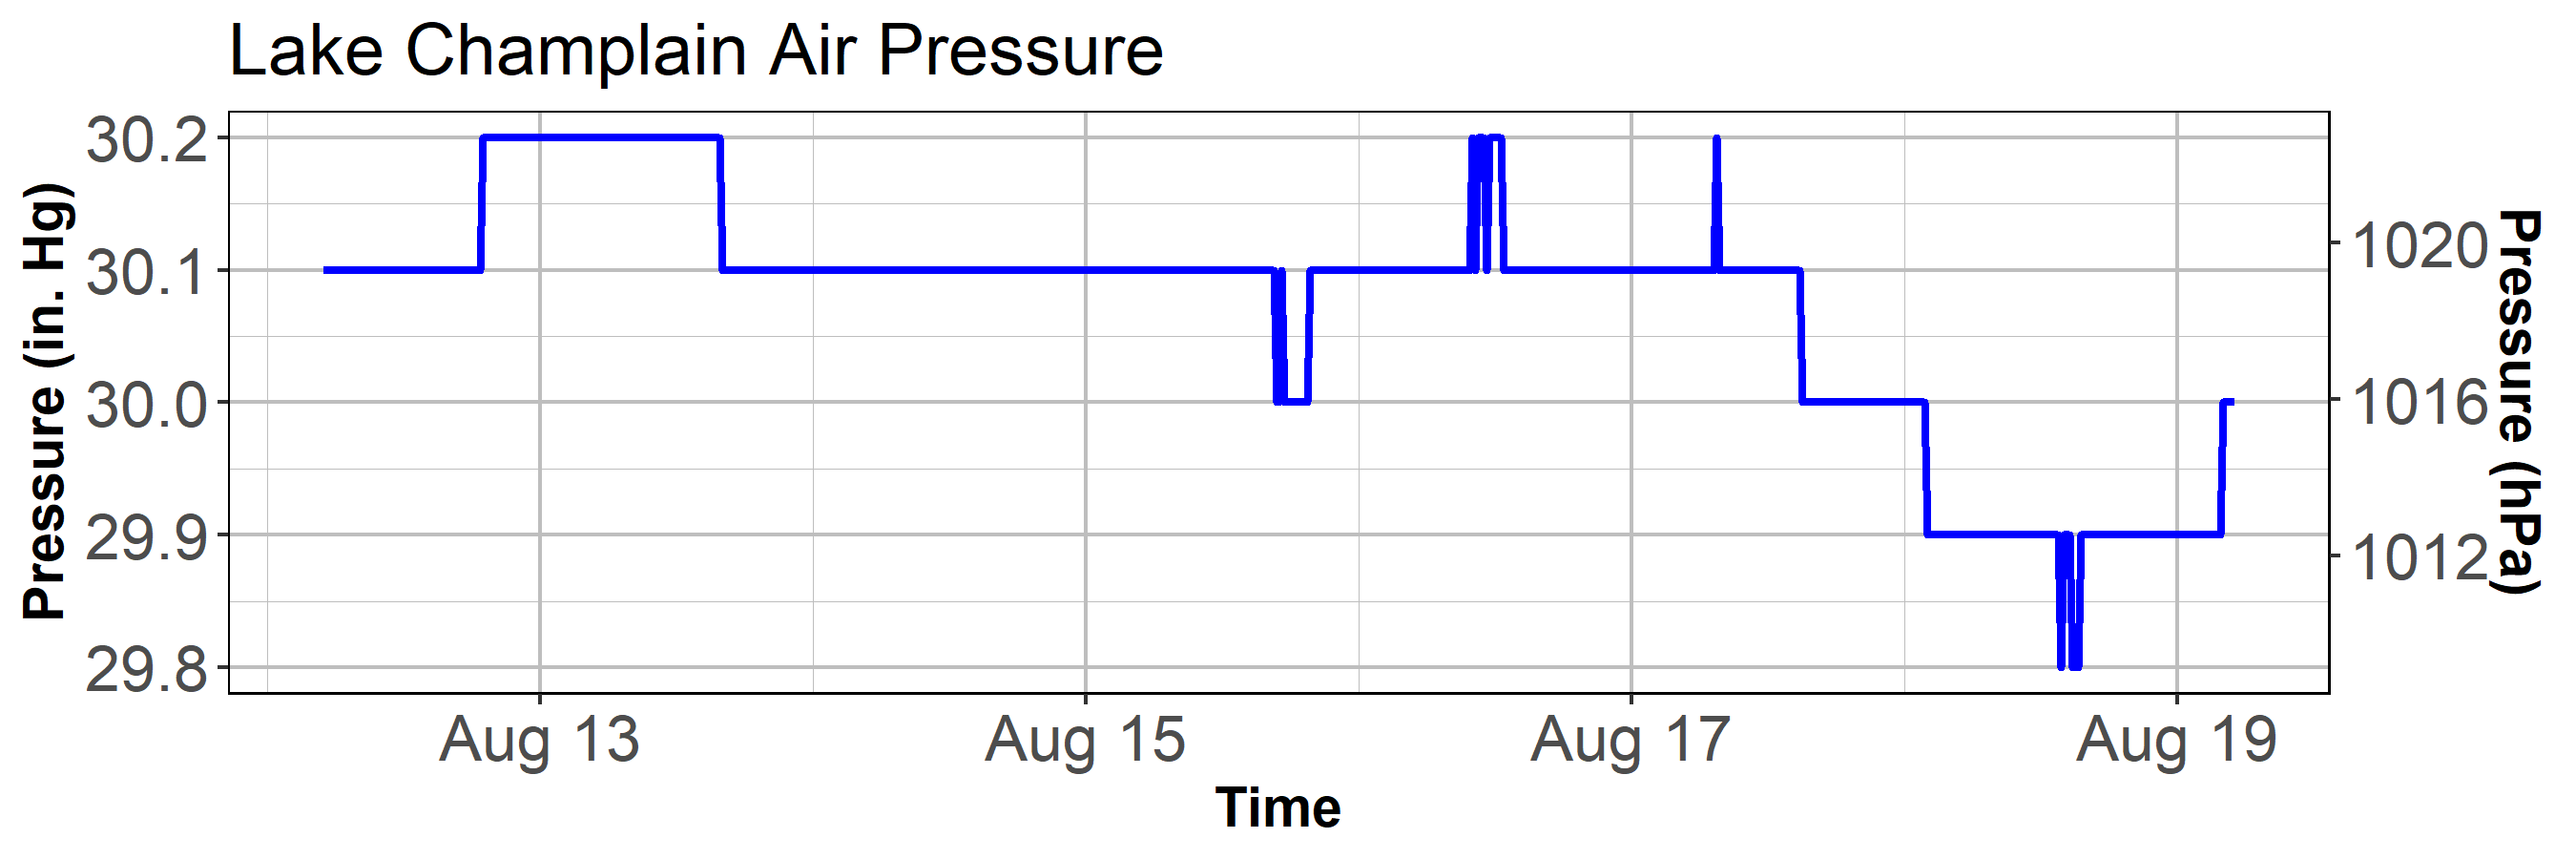 Lake Champlain Air Pressure
Pressure (in. Hg)
30.2
30.1
30.0
29.9
29.8
1020
1016
1012
Pressure (hPa)
Aug 13
Aug 15
Aug 17
Aug 19
Time